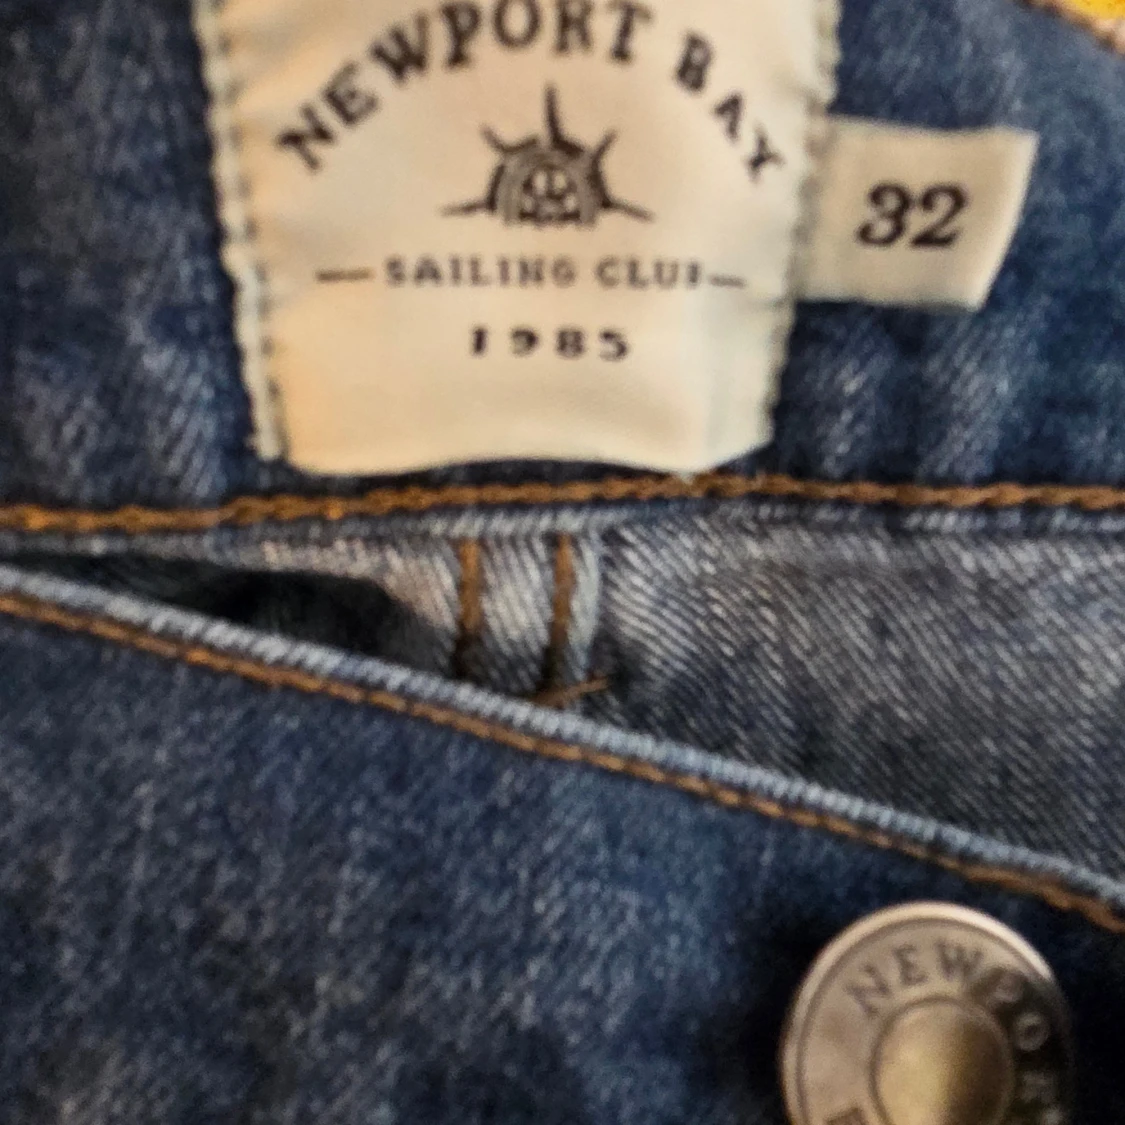 NEWPORT BAY
32
SAILING CLUB
1985
NEWPORT